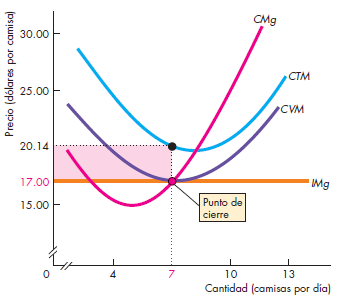 Precio (dólares por camisa)
30.00
25.00
20.14
17.00
15.00
CMg
CTM
CVM
IMg
Punto de
cierre
0
4
7
10
13
Cantidad (camisas por día)